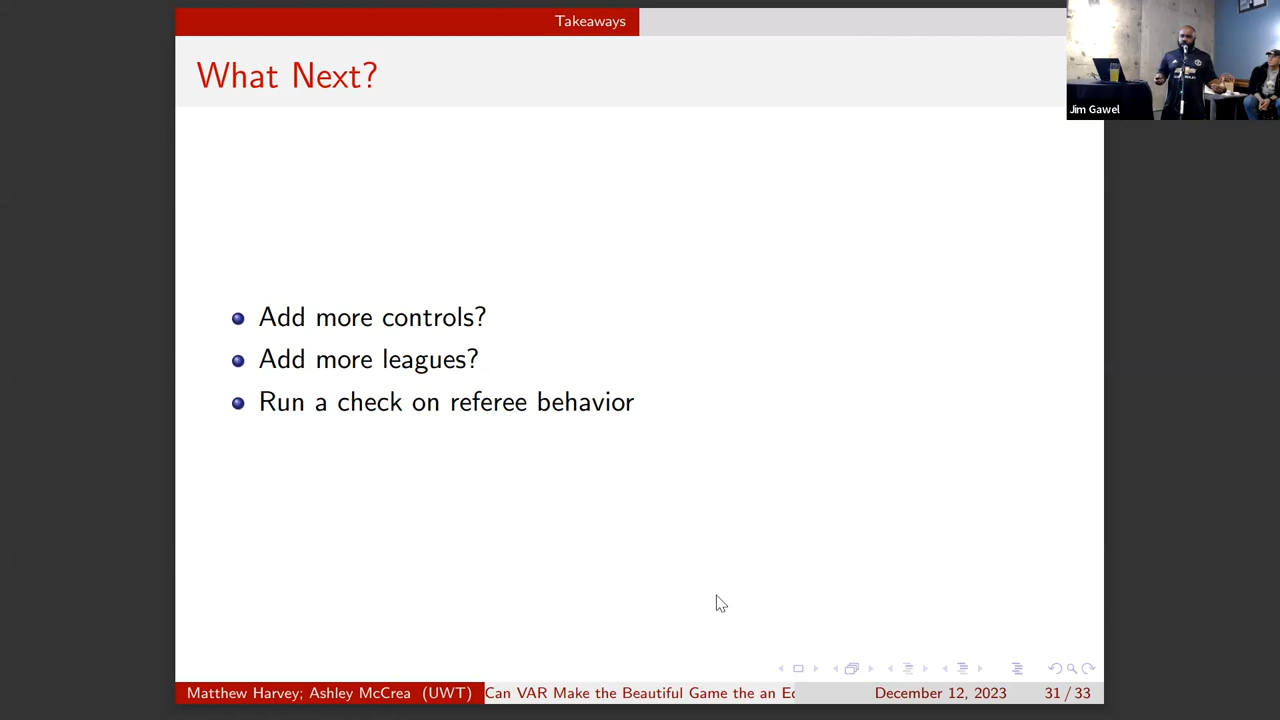 Takeaways
What Next?
Jim Gawel
Add more controls?
Add more leagues?
Run a check on referee behavior
Matthew Harvey; Ashley McCrea (UWT)
Can VAR Make the Beautiful Game the an Ec
December 12, 2023
31 / 33